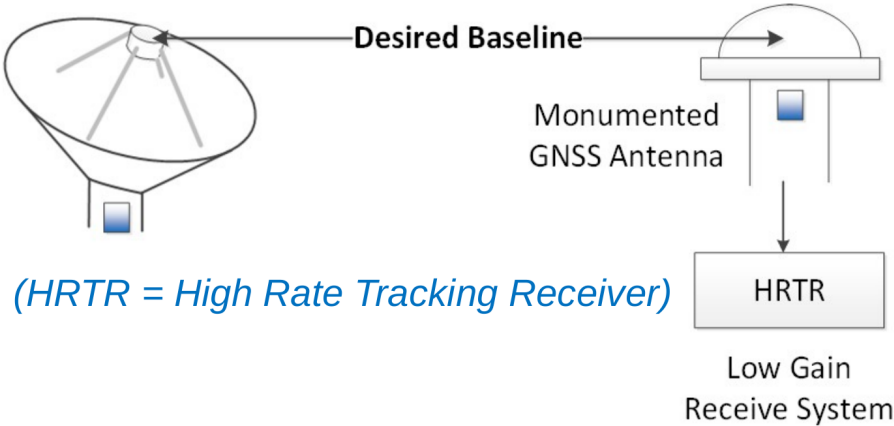 Desired Baseline
Monumented
GNSS Antenna
(HRTR = High Rate Tracking Receiver)
HRTR
Low Gain
Receive System